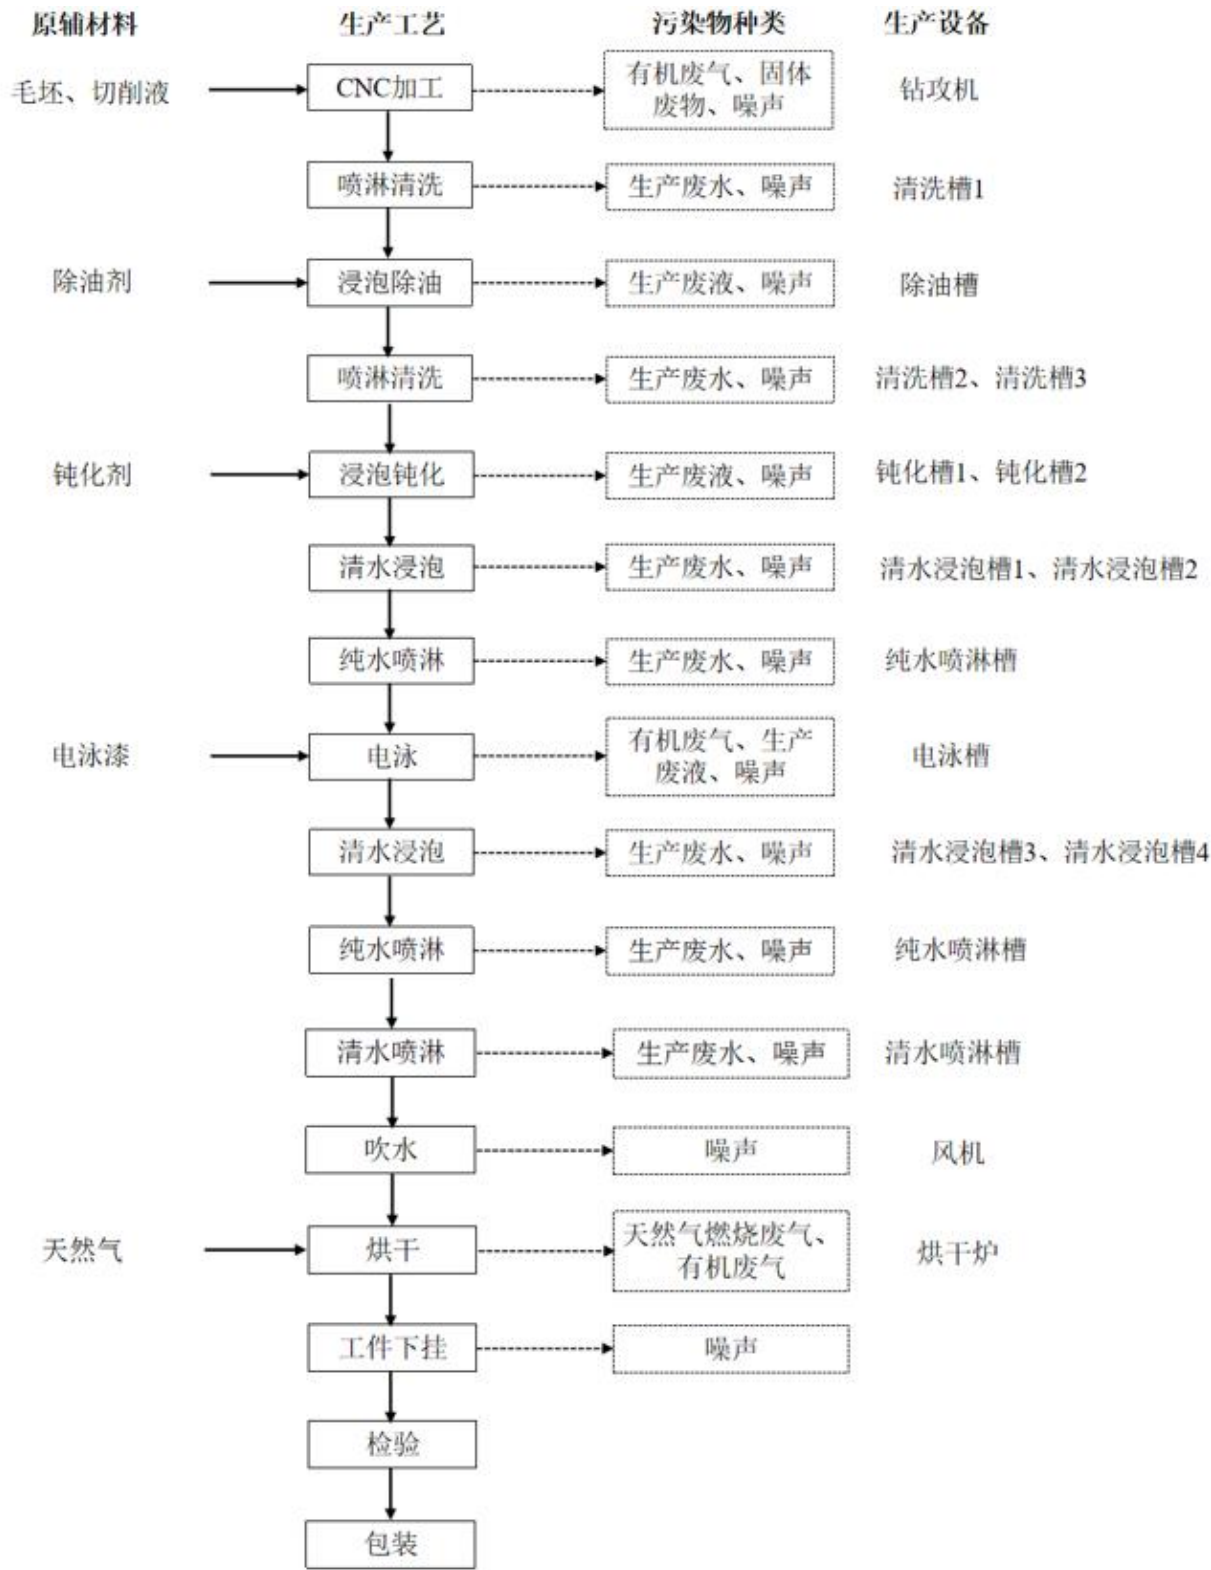 原辅材料 生产工艺 污染物种类 生产设备
毛坯、切削液 CNC加工 有机废气、固体 钻攻机
废物、噪声
喷淋清洗 生产废水、噪声 清洗槽1
除油剂 浸泡除油 生产废液、噪声 除油槽
喷淋清洗 生产废水、噪声 清洗槽2、清洗槽3
钝化剂 浸泡钝化 生产废液、噪声 钝化槽1、钝化槽2
清水浸泡 生产废水、噪声 清水浸泡槽1、清水浸泡槽2
纯水喷淋 生产废水、噪声 纯水喷淋槽
电泳漆 电泳 有机废气、生产 电泳槽
废液、噪声
清水浸泡 生产废水、噪声 清水浸泡槽3、清水浸泡槽4
纯水喷淋 生产废水、噪声 纯水喷淋槽
清水喷淋 生产废水、噪声 清水喷淋槽
吹水 噪声 风机
天然气 烘干 天然气燃烧废气、 烘干炉
有机废气
工件下挂 噪声
检验
包装